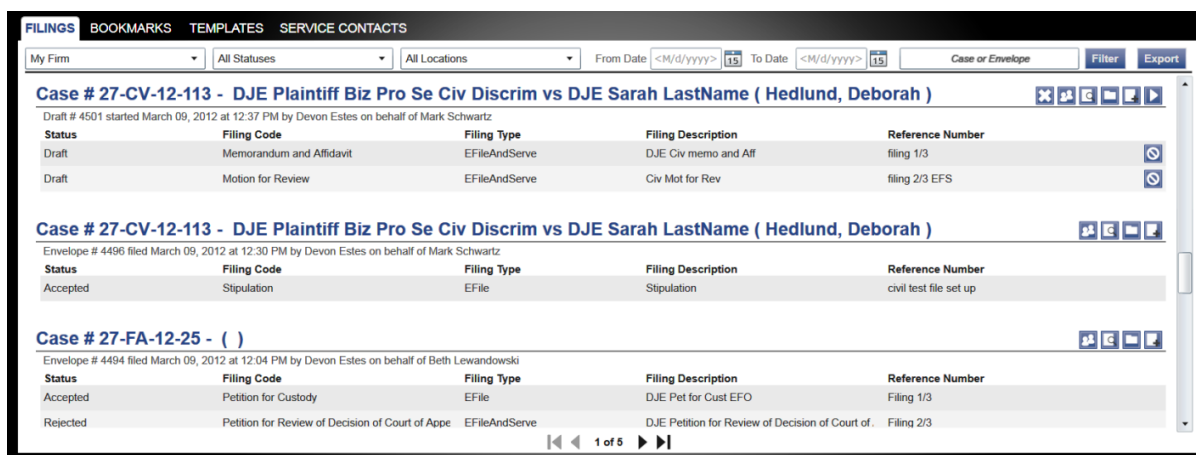 FILINGS BOOKMARKS TEMPLATES SERVICE CONTACTS
My Firm All Statuses All Locations From Date <M/d/yyyy> 15 To Date <M/d/yyyy> 15 Case or Envelope Filter Export
Case # 27-CV-12-113 - DJE Plaintiff Biz Pro Se Civ Discrim vs DJE Sarah LastName ( Hedlund, Deborah )
Draft # 4501 started March 09, 2012 at 12:37 PM by Devon Estes on behalf of Mark Schwartz
Status Filing Code Filing Type Filing Description Reference Number
Draft Memorandum and Affidavit EFileAndServe DJE Civ memo and Aff filing 1/3
Draft Motion for Review EFileAndServe Civ Mot for Rev filing 2/3 EFS
Case # 27-CV-12-113 - DJE Plaintiff Biz Pro Se Civ Discrim vs DJE Sarah LastName ( Hedlund, Deborah )
Envelope # 4496 filed March 09, 2012 at 12:30 PM by Devon Estes on behalf of Mark Schwartz
Status Filing Code Filing Type Filing Description Reference Number
Accepted Stipulation EFile Stipulation civil test file set up
Case # 27-FA-12-25 - ( )
Envelope # 4494 filed March 09, 2012 at 12:04 PM by Devon Estes on behalf of Beth Lewandowski
Status Filing Code Filing Type Filing Description Reference Number
Accepted Petition for Custody EFile DJE Pet for Cust EFO Filing 1/3
Rejected Petition for Review of Decision of Court of Appe EFileAndServe DJE Petition for Review of Decision of Court of . Filing 2/3
1 of 5